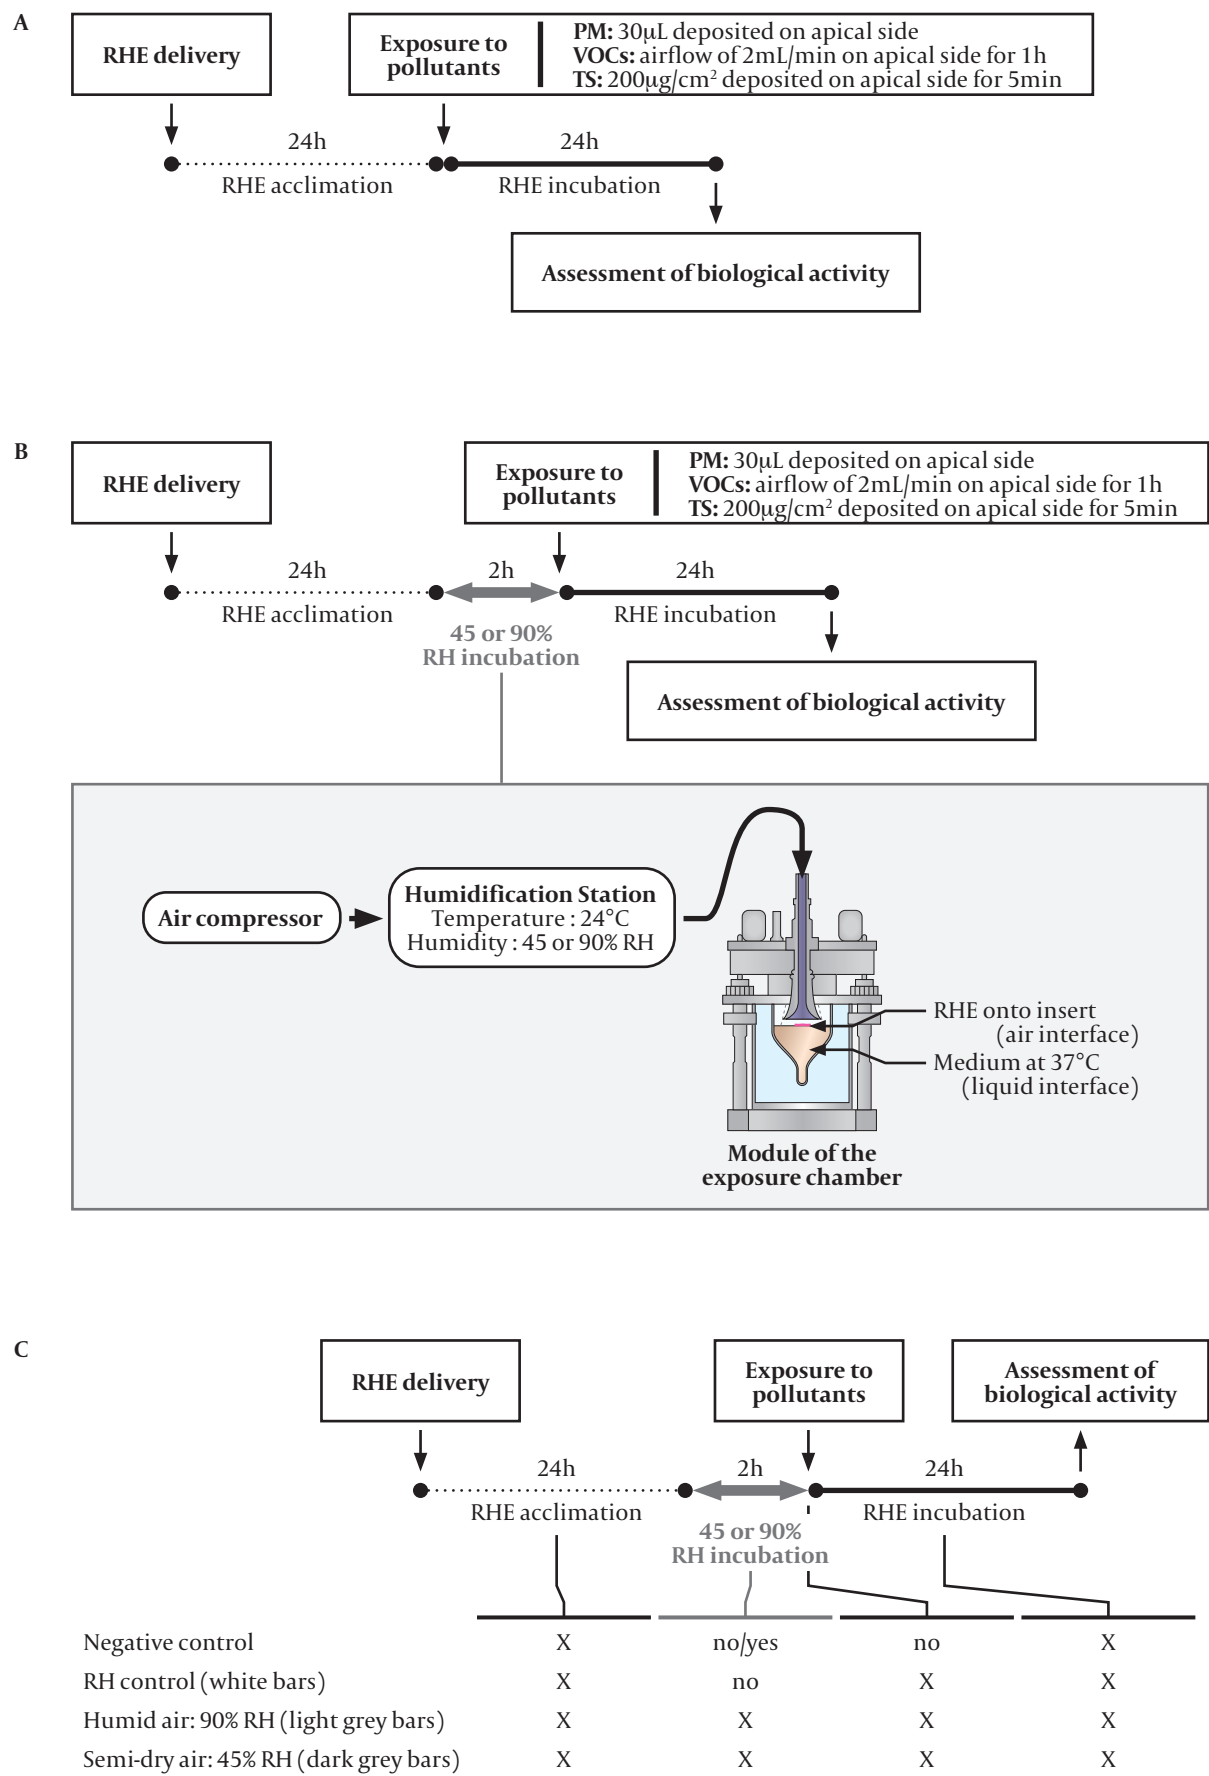 A
RHE delivery
Exposure to
pollutants
PM: 30µL deposited on apical side
VOCs: airflow of 2mL/min on apical side for 1h
TS: 200µg/cm² deposited on apical side for 5min
24h
24h
RHE acclimation
RHE incubation
Assessment of biological activity
B
RHE delivery
Exposure to
pollutants
PM: 30µL deposited on apical side
VOCs: airflow of 2mL/min on apical side for 1h
TS: 200µg/cm² deposited on apical side for 5min
24h
2h
24h
RHE acclimation
RHE incubation
45 or 90%
RH incubation
Assessment of biological activity
Air compressor
Humidification Station
Temperature : 24°C
Humidity : 45 or 90% RH
RHE onto insert
(air interface)
Medium at 37°C
(liquid interface)
Module of the
exposure chamber
C
RHE delivery
Exposure to
pollutants
Assessment of
biological activity
24h
2h
24h
RHE acclimation
RHE incubation
45 or 90%
RH incubation
Negative control X no/yes no X
RH control (white bars) X no X X
Humid air: 90% RH (light grey bars) X X X X
Semi-dry air: 45% RH (dark grey bars) X X X X